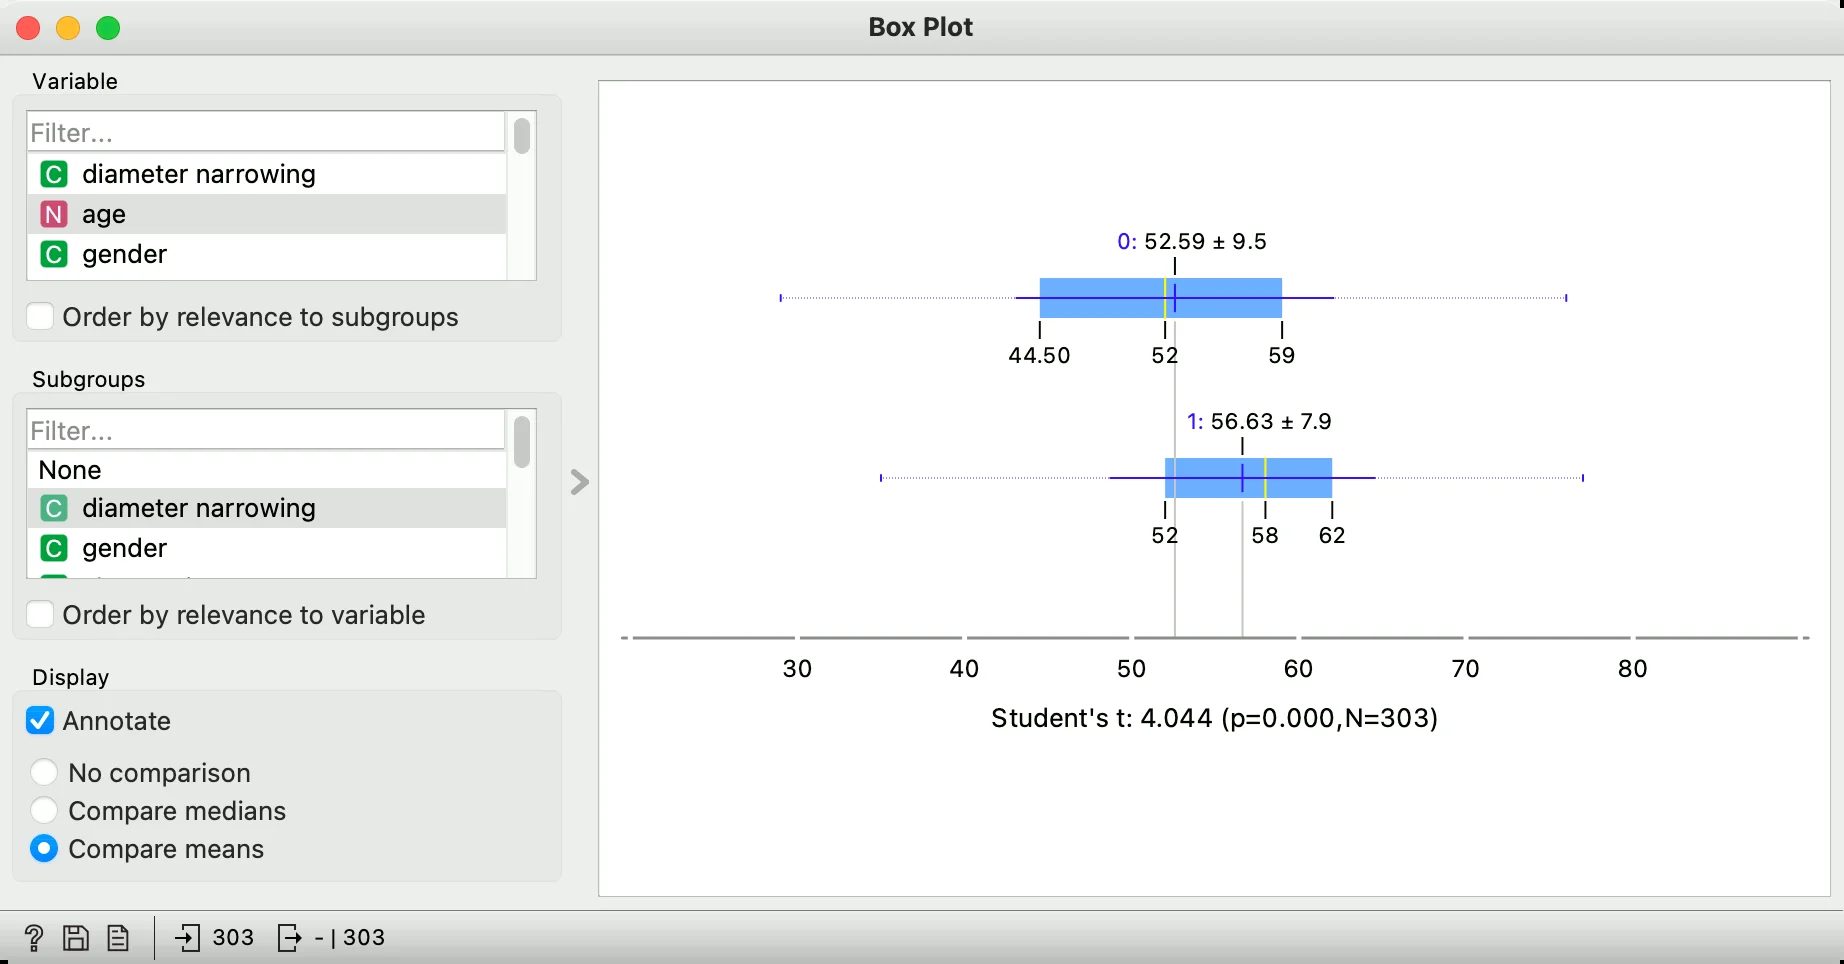 Box Plot
Variable
Filter...
C diameter narrowing
N age
C gender
Order by relevance to subgroups
Subgroups
Filter...
None
C diameter narrowing
C gender
Order by relevance to variable
Display
Annotate
No comparison
Compare medians
Compare means
0: 52.59 ± 9.5
44.50 52 59
1: 56.63 ± 7.9
52 58 62
30 40 50 60 70 80
Student's t: 4.044 (p=0.000,N=303)
? 303 - | 303